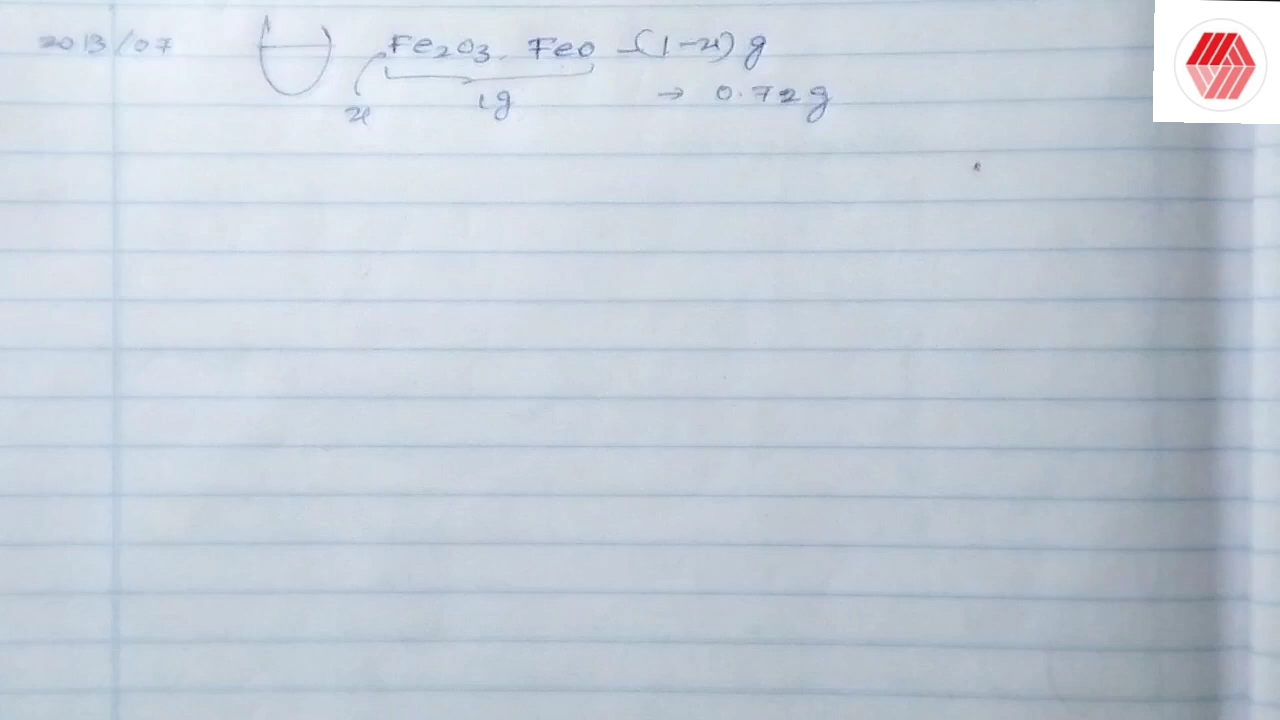 2013/07 Fe2O3, FeO -(1-x) g
x 1g → 0.72g